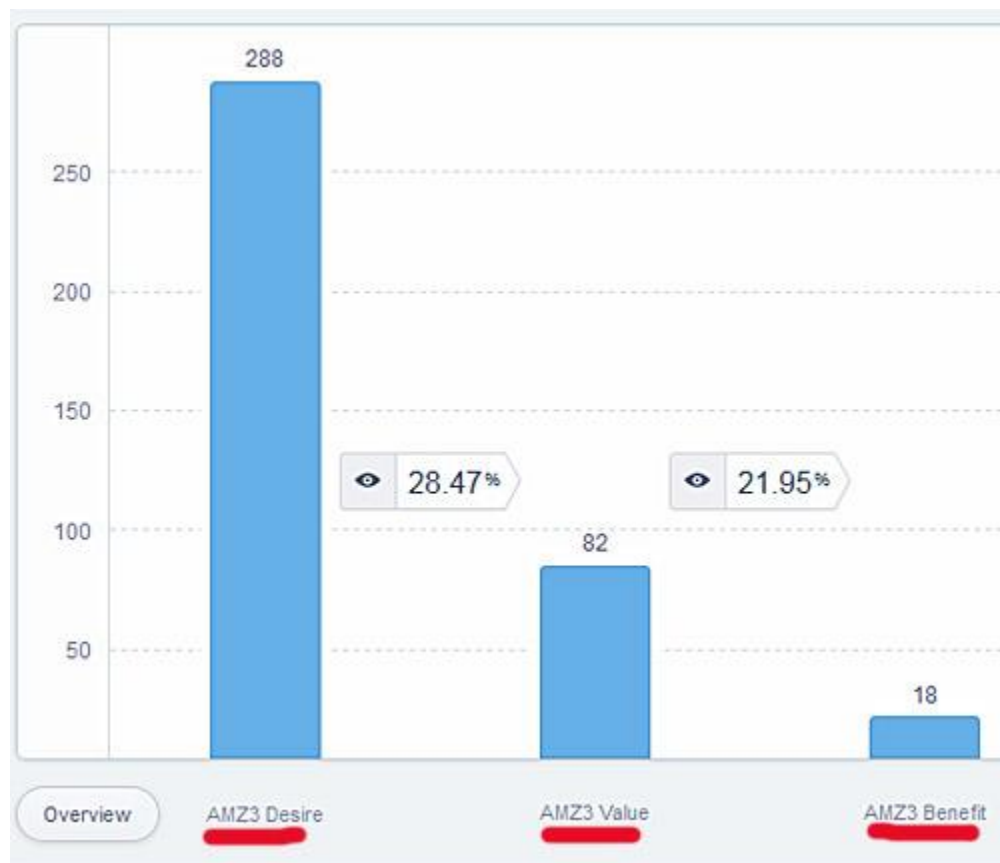 288
250
200
150
28.47%
21.95%
100
82
50
18
Overview
AMZ3 Desire
AMZ3 Value
AMZ3 Benefit